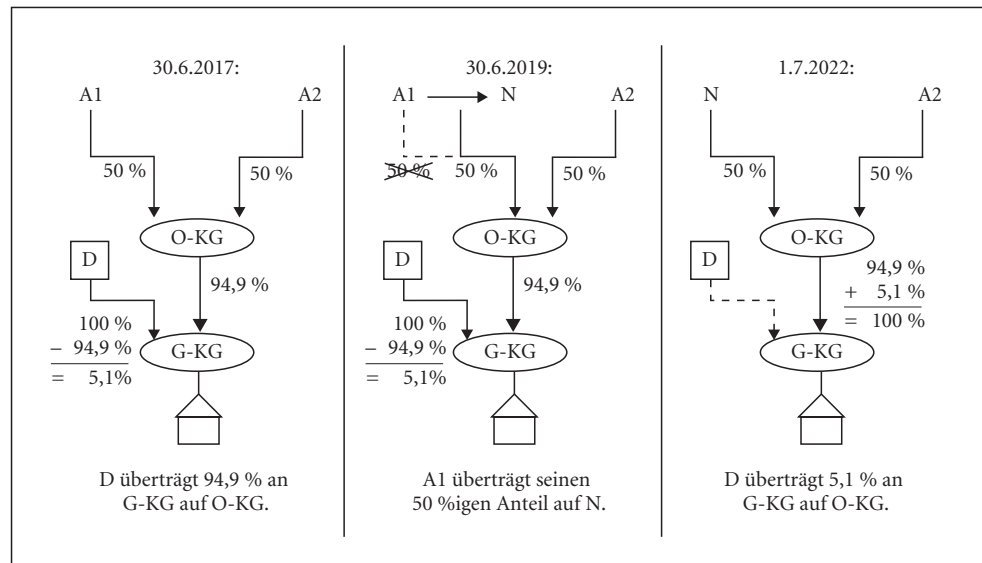 30.6.2017:
A1 A2
50 % 50 %
O-KG
D
94,9 %
100 %
– 94,9 %
= 5,1%
G-KG
D überträgt 94,9 % an
G-KG auf O-KG.
30.6.2019:
A1 N A2
50 % 50 % 50 %
O-KG
D
94,9 %
100 %
– 94,9 %
= 5,1%
G-KG
A1 überträgt seinen
50 %igen Anteil auf N.
1.7.2022:
N A2
50 % 50 %
O-KG
D
94,9 %
+ 5,1 %
= 100 %
G-KG
D überträgt 5,1 % an
G-KG auf O-KG.